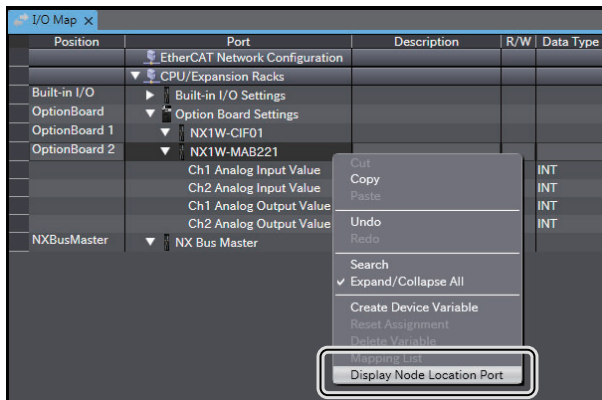 I/O Map ×
Position Port Description R/W Data Type
EtherCAT Network Configuration
CPU/Expansion Racks
Built-in I/O Built-in I/O Settings
OptionBoard Option Board Settings
OptionBoard 1 NX1W-CIF01
OptionBoard 2 NX1W-MAB221
Ch1 Analog Input Value INT
Ch2 Analog Input Value INT
Ch1 Analog Output Value INT
Ch2 Analog Output Value INT
NXBusMaster NX Bus Master
Cut
Copy
Paste
Undo
Redo
Search
Expand/Collapse All
Create Device Variable
Reset Assignment
Delete Variable
Mapping List
Display Node Location Port